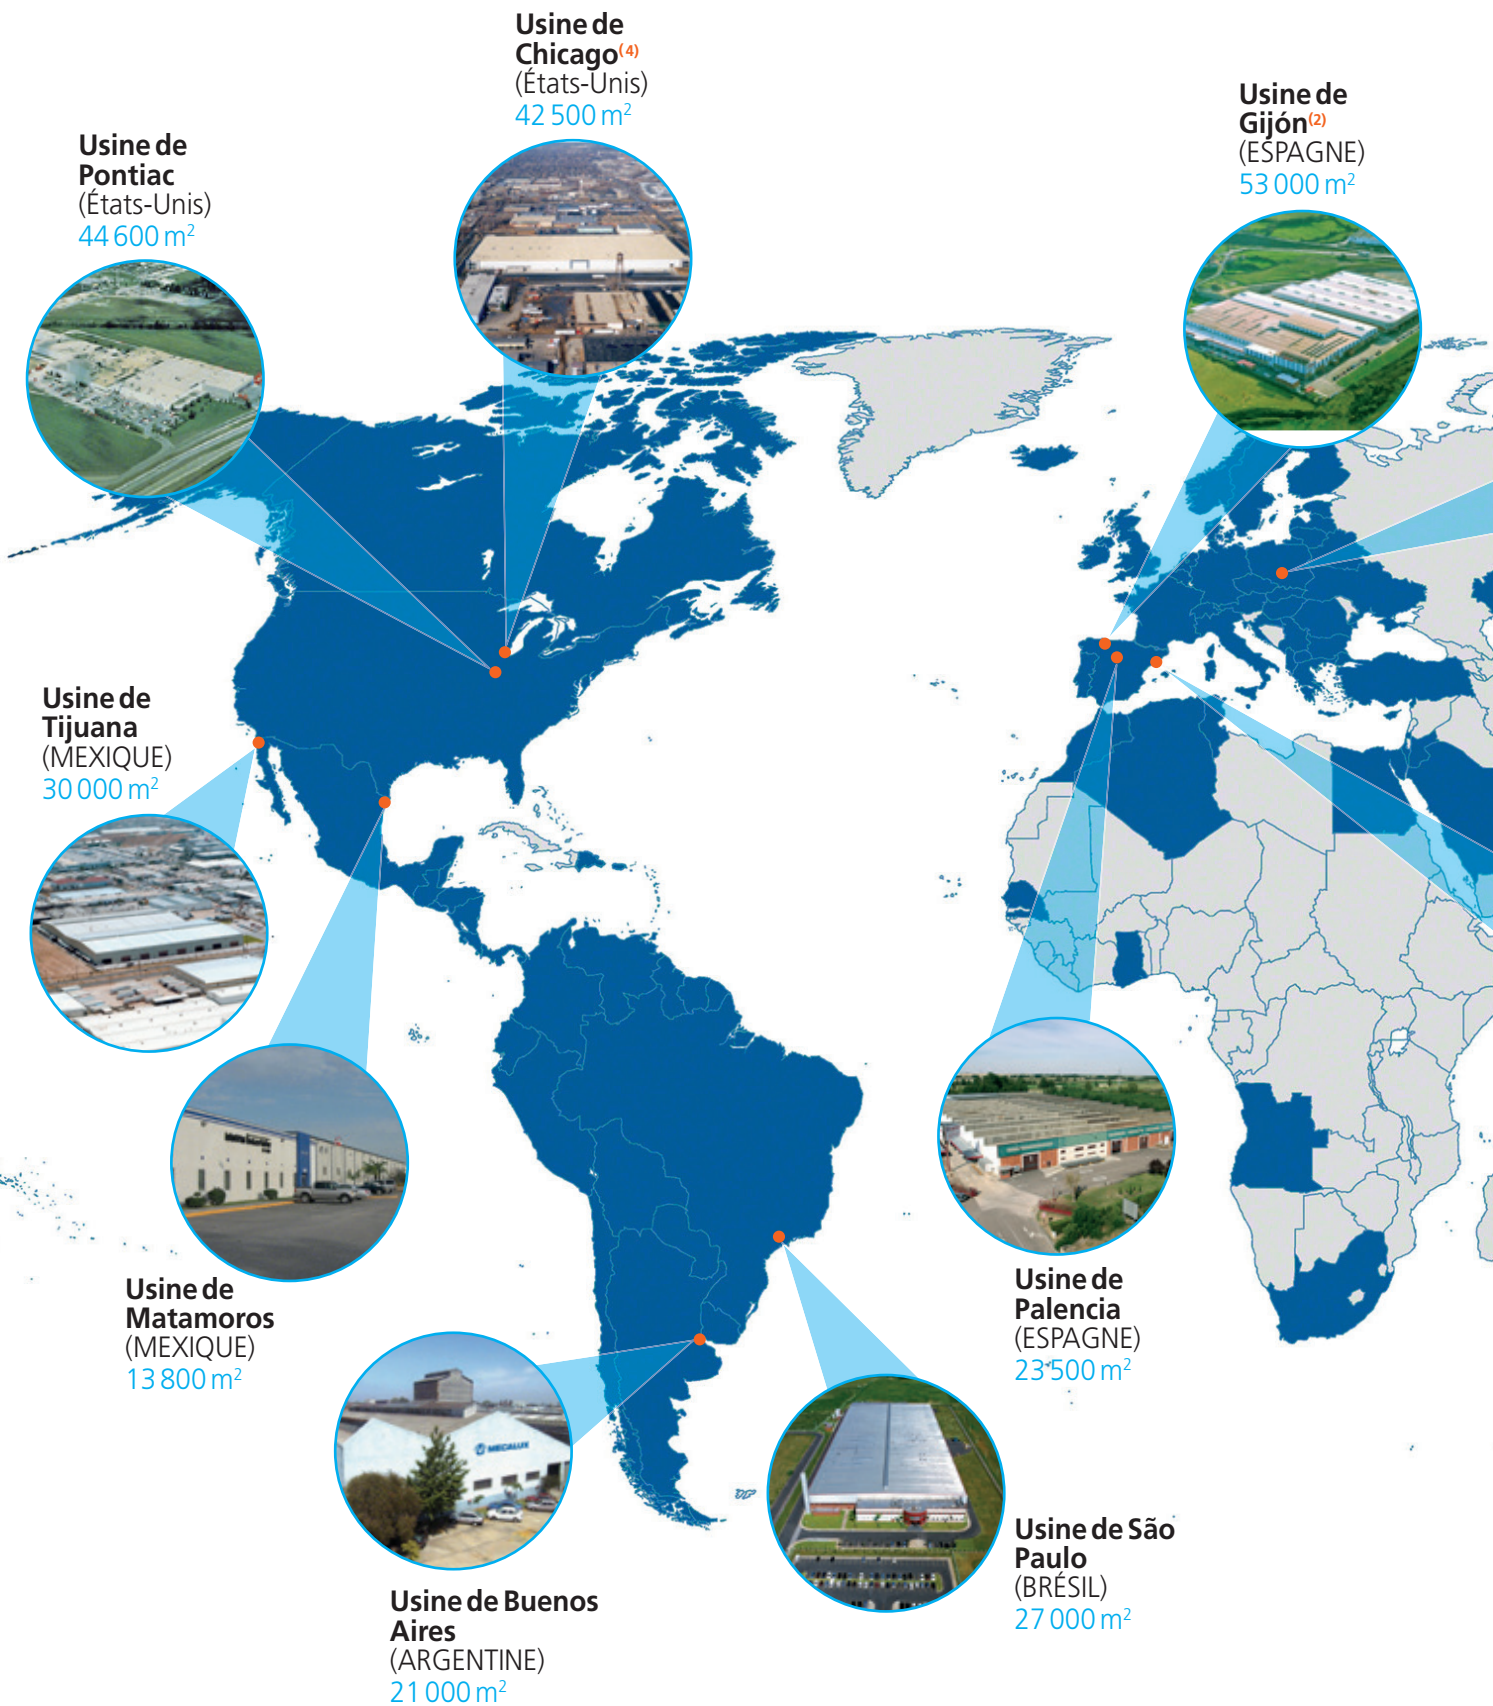 Usine de
Chicago(4)
(États-Unis)
42 500 m²
Usine de
Gijón(2)
(ESPAGNE)
53 000 m²
Usine de
Pontiac
(États-Unis)
44 600 m²
Usine de
Tijuana
(MEXIQUE)
30 000 m²
Usine de
Matamoros
(MEXIQUE)
13 800 m²
Usine de
Palencia
(ESPAGNE)
23 500 m²
MECALUX
Usine de São
Paulo
(BRÉSIL)
27 000 m²
Usine de Buenos
Aires
(ARGENTINE)
21 000 m²